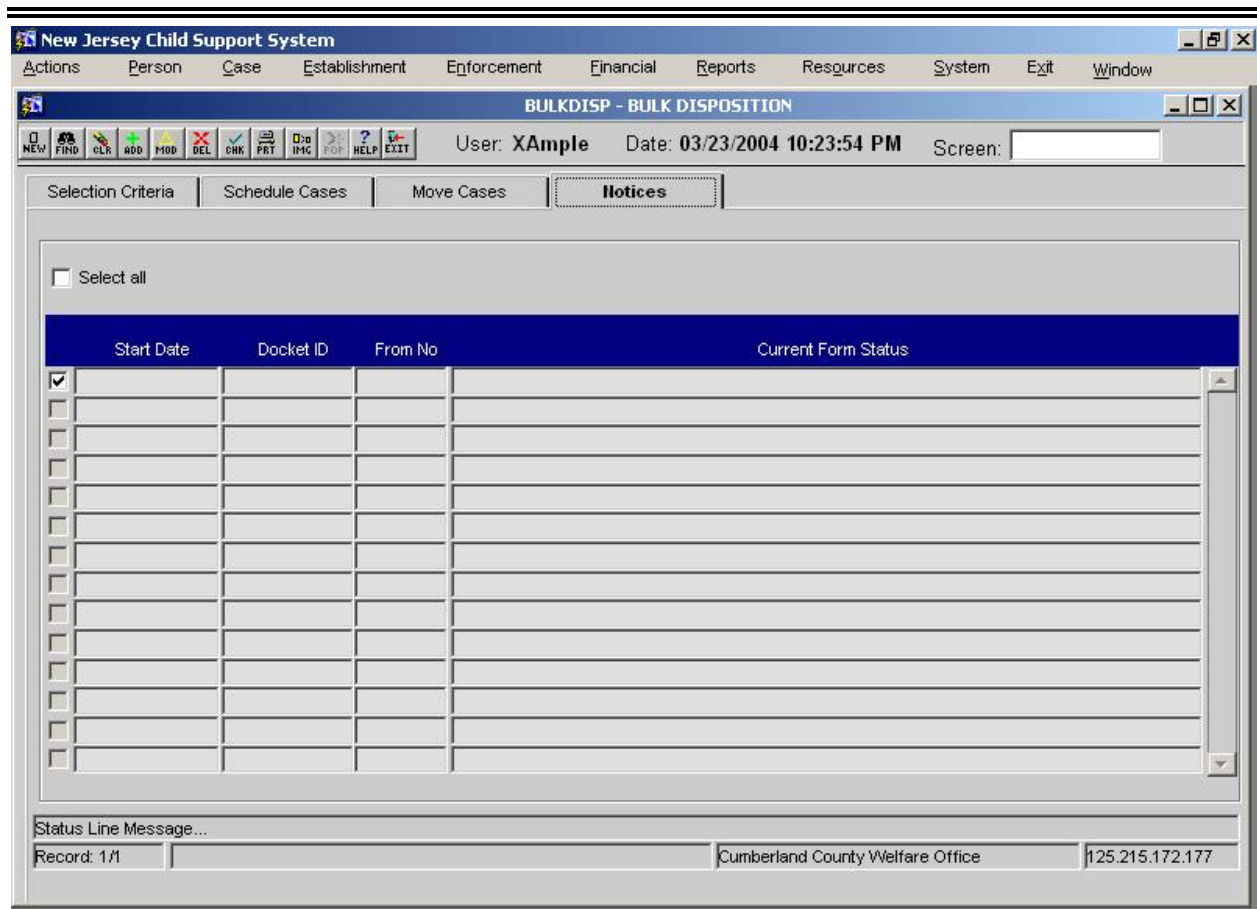 New Jersey Child Support System
Actions Person Case Establishment Enforcement Financial Reports Resources System Exit Window
BULKDISP - BULK DISPOSITION
NEW FIND CLR ADD MOD DEL CHK PRT IMG POP HELP EXIT User: XAmple Date: 03/23/2004 10:23:54 PM Screen:
Selection Criteria Schedule Cases Move Cases Notices
Select all
Start Date Docket ID From No Current Form Status
Status Line Message...
Record: 1/1 Cumberland County Welfare Office 125.215.172.177